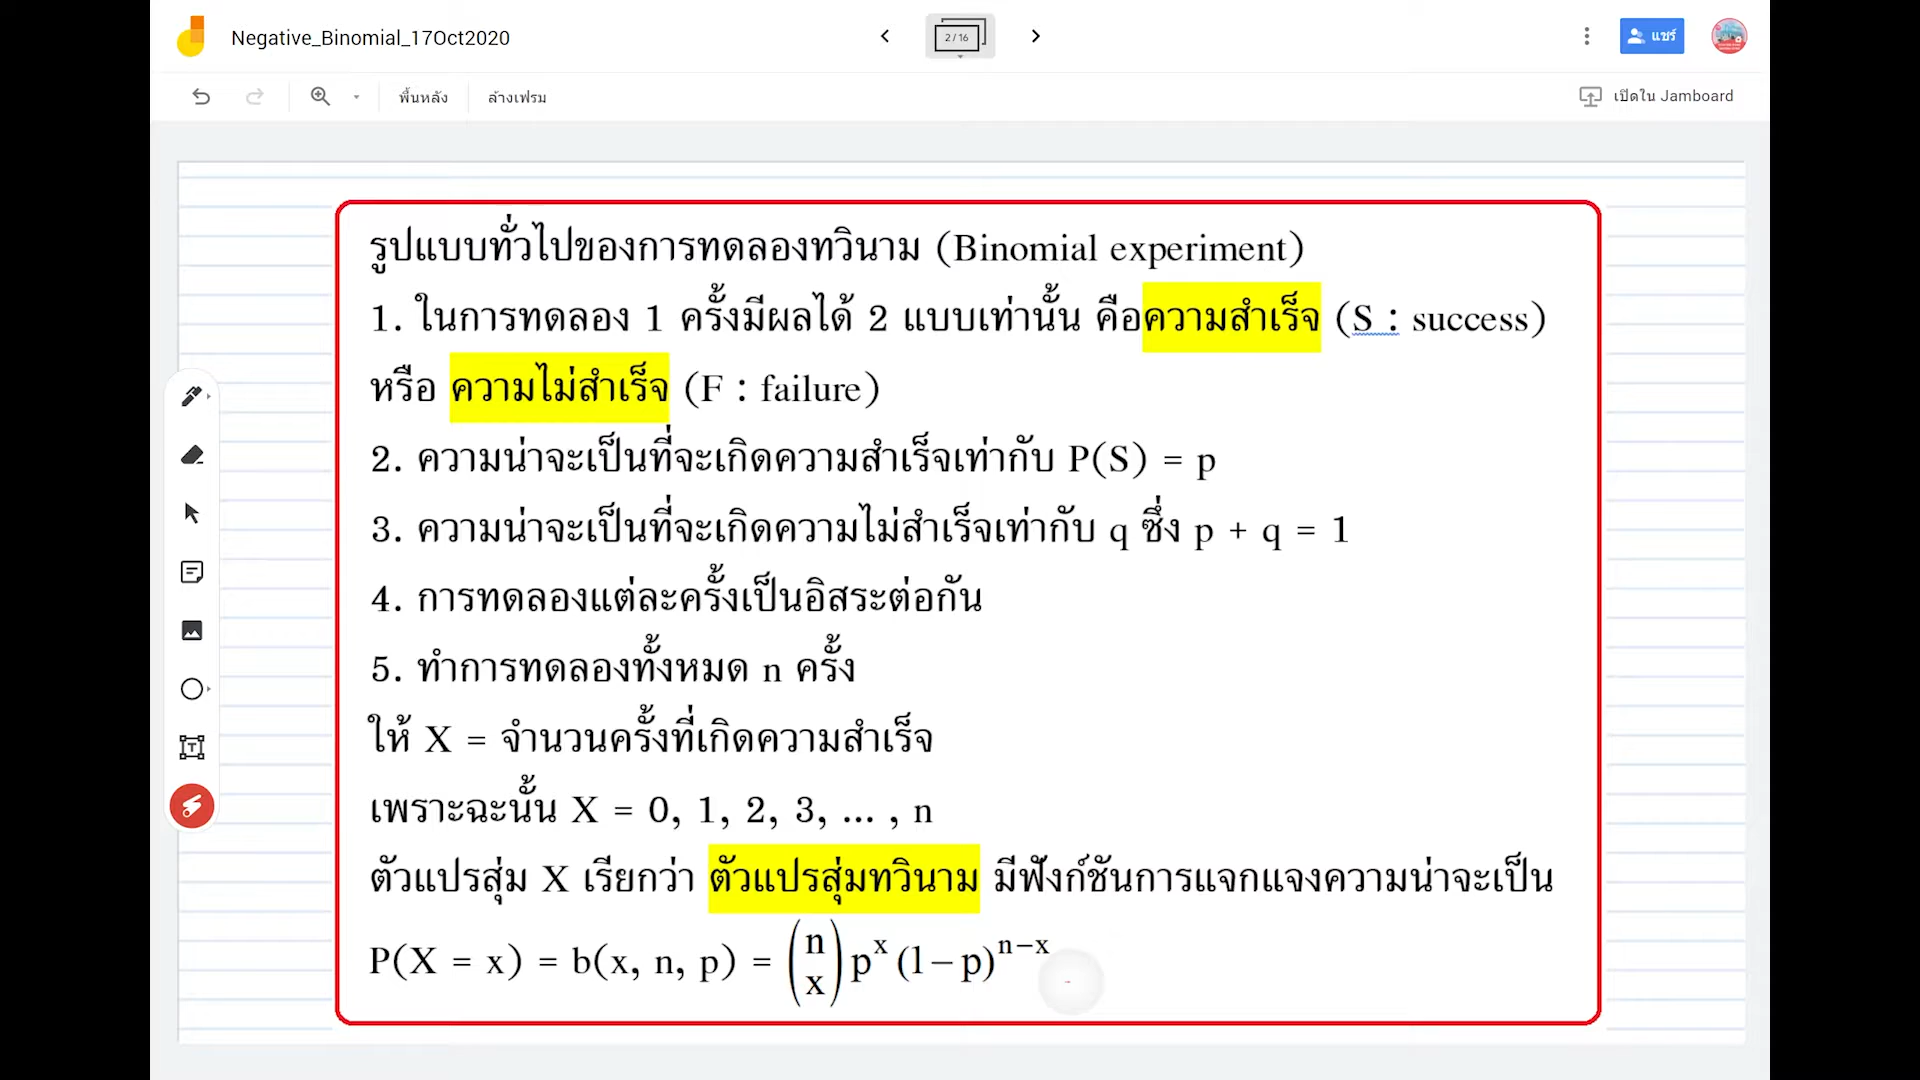 Negative_Binomial_17Oct2020
2 / 16
แชร์
พื้นหลัง
ล้างเฟรม
เปิดใน Jamboard
รูปแบบทั่วไปของการทดลองทวินาม (Binomial experiment)
1. ในการทดลอง 1 ครั้งมีผลได้ 2 แบบเท่านั้น คือความสำเร็จ (S : success)
หรือ ความไม่สำเร็จ (F : failure)
2. ความน่าจะเป็นที่จะเกิดความสำเร็จเท่ากับ P(S) = p
3. ความน่าจะเป็นที่จะเกิดความไม่สำเร็จเท่ากับ q ซึ่ง p + q = 1
4. การทดลองแต่ละครั้งเป็นอิสระต่อกัน
5. ทำการทดลองทั้งหมด n ครั้ง
ให้ X = จำนวนครั้งที่เกิดความสำเร็จ
เพราะฉะนั้น X = 0, 1, 2, 3, ... , n
ตัวแปรสุ่ม X เรียกว่า ตัวแปรสุ่มทวินาม มีฟังก์ชันการแจกแจงความน่าจะเป็น
P(X = x) = b(x, n, p) = (n x) p^x (1−p)^(n−x)